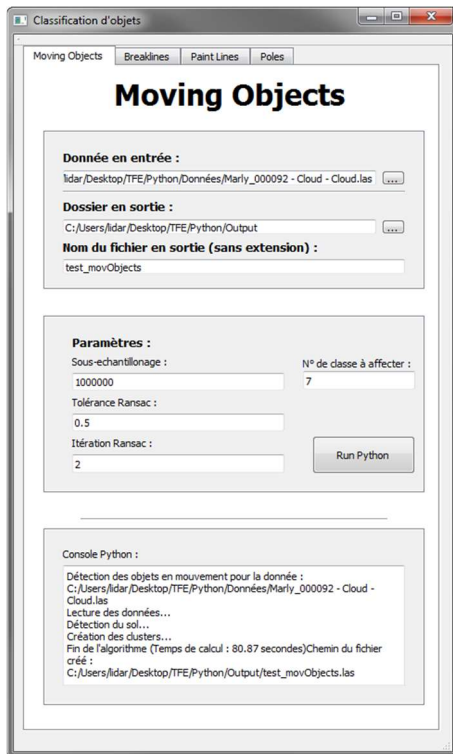 Classification d'objets
Moving Objects Breaklines Paint Lines Poles
Moving Objects
Donnée en entrée :
lidar/Desktop/TFE/Python/Données/Marly_000092 - Cloud - Cloud.las ...
Dossier en sortie :
C:/Users/lidar/Desktop/TFE/Python/Output ...
Nom du fichier en sortie (sans extension) :
test_movObjects
Paramètres :
Sous-echantillonage :
1000000
N° de classe à affecter :
7
Tolérance Ransac :
0.5
Itération Ransac :
2
Run Python
Console Python :
Détection des objets en mouvement pour la donnée :
C:/Users/lidar/Desktop/TFE/Python/Données/Marly_000092 - Cloud -
Cloud.las
Lecture des données...
Détection du sol...
Création des clusters...
Fin de l'algorithme (Temps de calcul : 80.87 secondes)Chemin du fichier
créé :
C:/Users/lidar/Desktop/TFE/Python/Output/test_movObjects.las